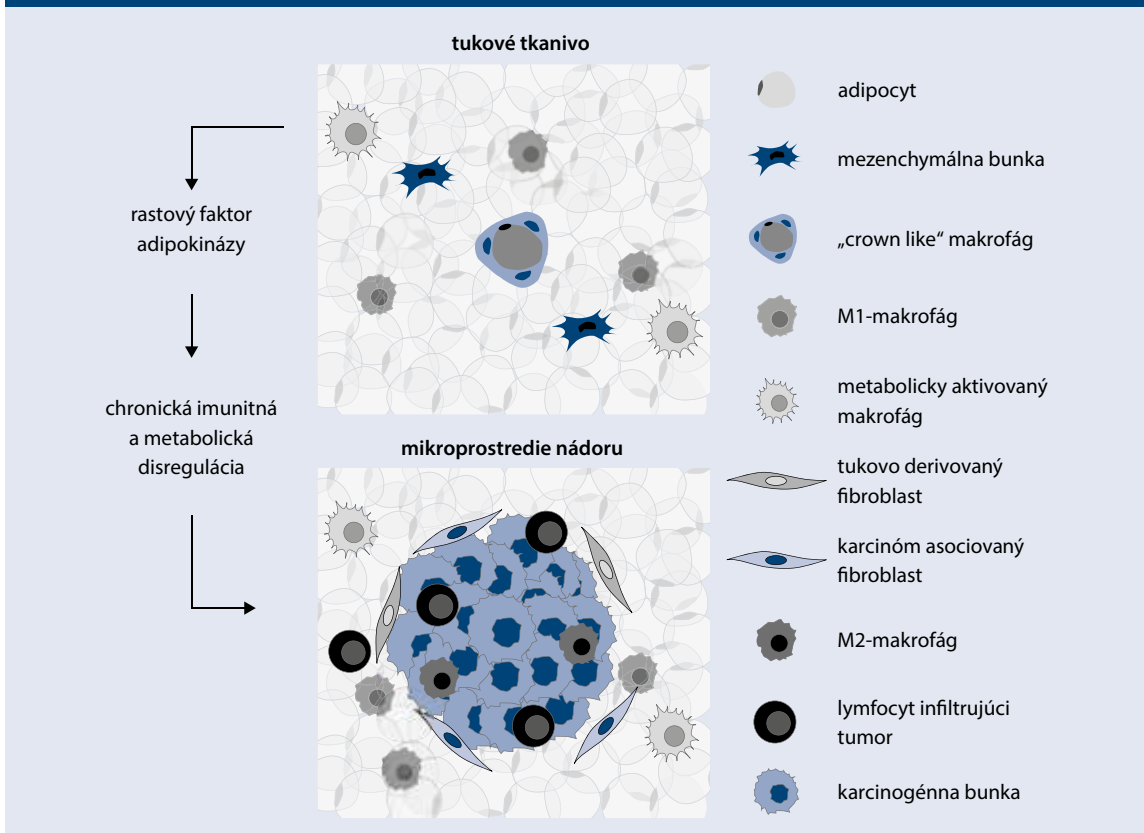 tukové tkanivo
rastový faktor
adipokinázy
chronická imunitná
a metabolická
disregulácia
mikroprostredie nádoru
adipocyt
mezenchymálna bunka
„crown like“ makrofág
M1-makrofág
metabolicky aktivovaný
makrofág
tukovo derivovaný
fibroblast
karcinóm asociovaný
fibroblast
M2-makrofág
lymfocyt infiltrujúci
tumor
karcinogénna bunka